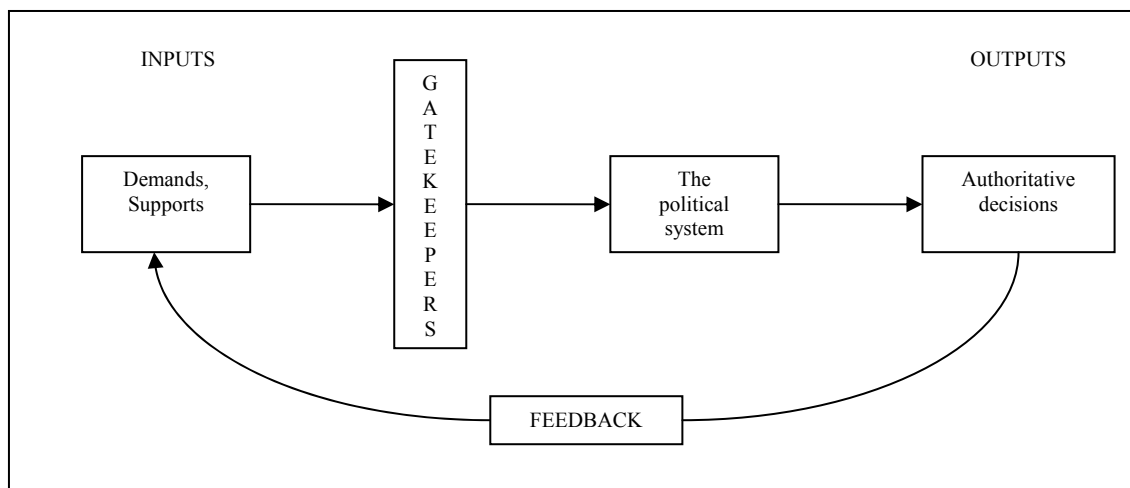 INPUTS
OUTPUTS
Demands,
Supports
G
A
T
E
K
E
E
P
E
R
S
The
political
system
Authoritative
decisions
FEEDBACK